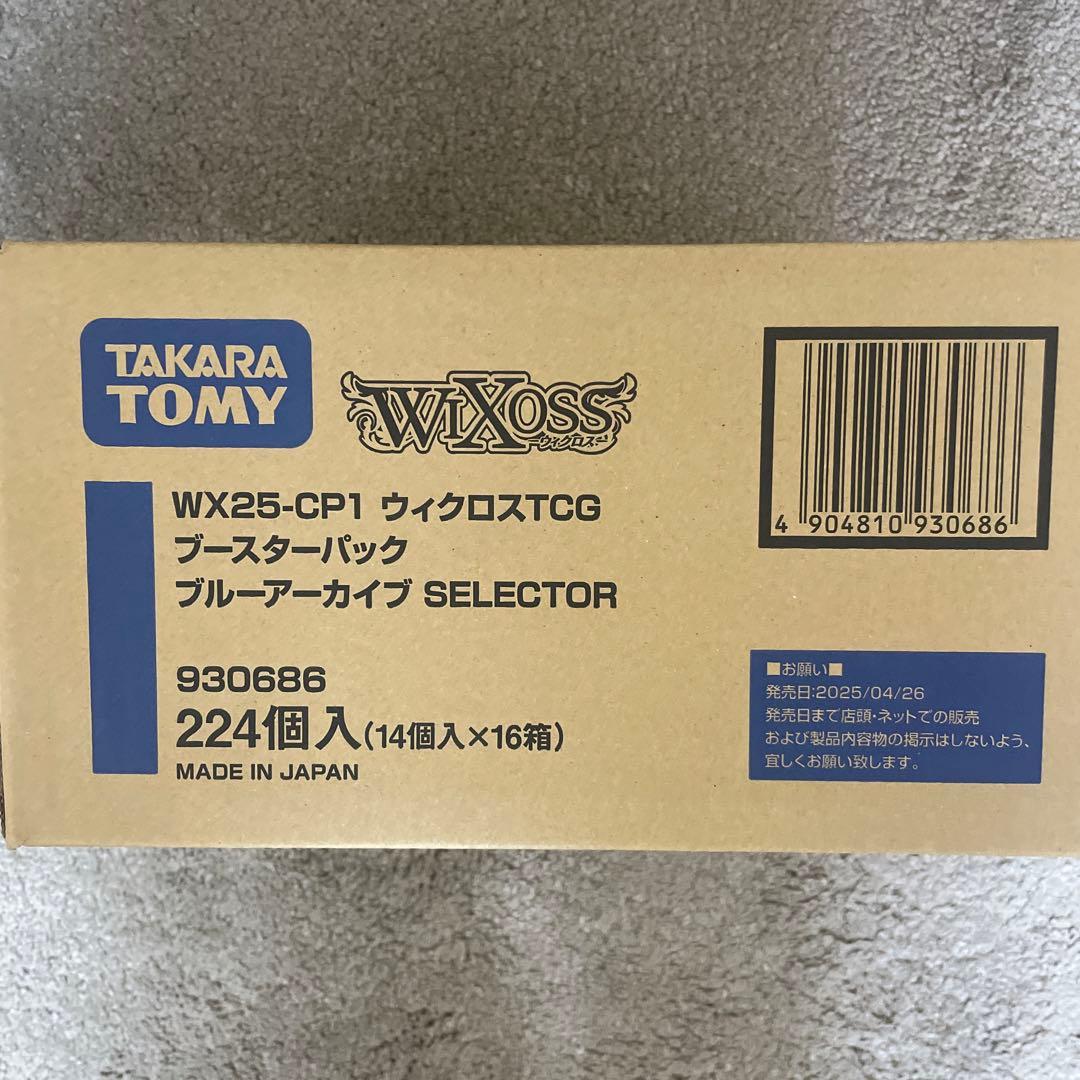 TAKARA
TOMY
WIXOSS
ウィクロス
WX25-CP1 ウィクロスTCG
ブースターパック
ブルーアーカイブ SELECTOR
930686
224個入(14個入×16箱)
MADE IN JAPAN
4 904810 930686
■お願い■
発売日:2025/04/26
発売日まで店頭・ネットでの販売
および製品内容物の掲示はしないよう、
宜しくお願い致します。